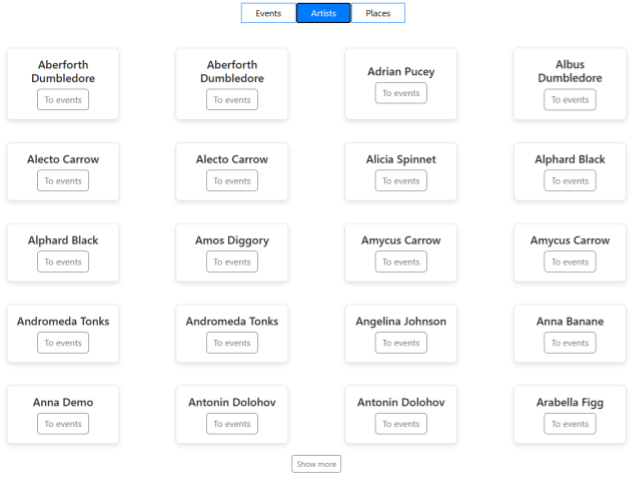 Events Artists Places
Aberforth
Dumbledore
To events
Aberforth
Dumbledore
To events
Adrian Pucey
To events
Albus
Dumbledore
To events
Alecto Carrow
To events
Alecto Carrow
To events
Alicia Spinnet
To events
Alphard Black
To events
Alphard Black
To events
Amos Diggory
To events
Amycus Carrow
To events
Amycus Carrow
To events
Andromeda Tonks
To events
Andromeda Tonks
To events
Angelina Johnson
To events
Anna Banane
To events
Anna Demo
To events
Antonin Dolohov
To events
Antonin Dolohov
To events
Arabella Figg
To events
Show more